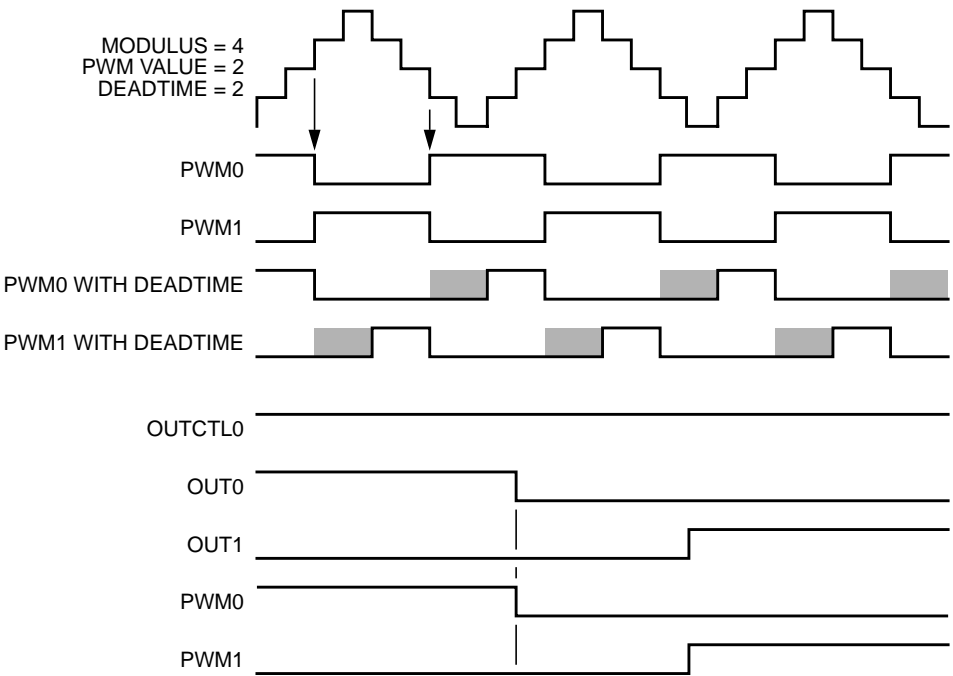 MODULUS = 4
PWM VALUE = 2
DEADTIME = 2
PWM0
PWM1
PWM0 WITH DEADTIME
PWM1 WITH DEADTIME
OUTCTL0
OUT0
OUT1
PWM0
PWM1